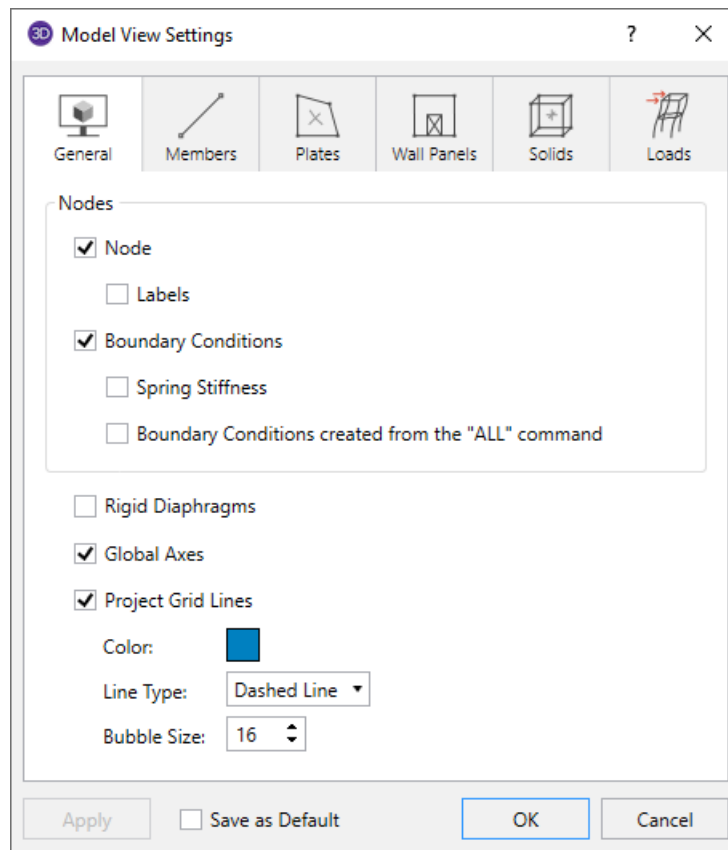 3D Model View Settings ? 
General Members Plates Wall Panels Solids Loads
Nodes
Node
Labels
Boundary Conditions
Spring Stiffness
Boundary Conditions created from the "ALL" command
Rigid Diaphragms
Global Axes
Project Grid Lines
Color:
Line Type: Dashed Line
Bubble Size: 16
Apply Save as Default OK Cancel